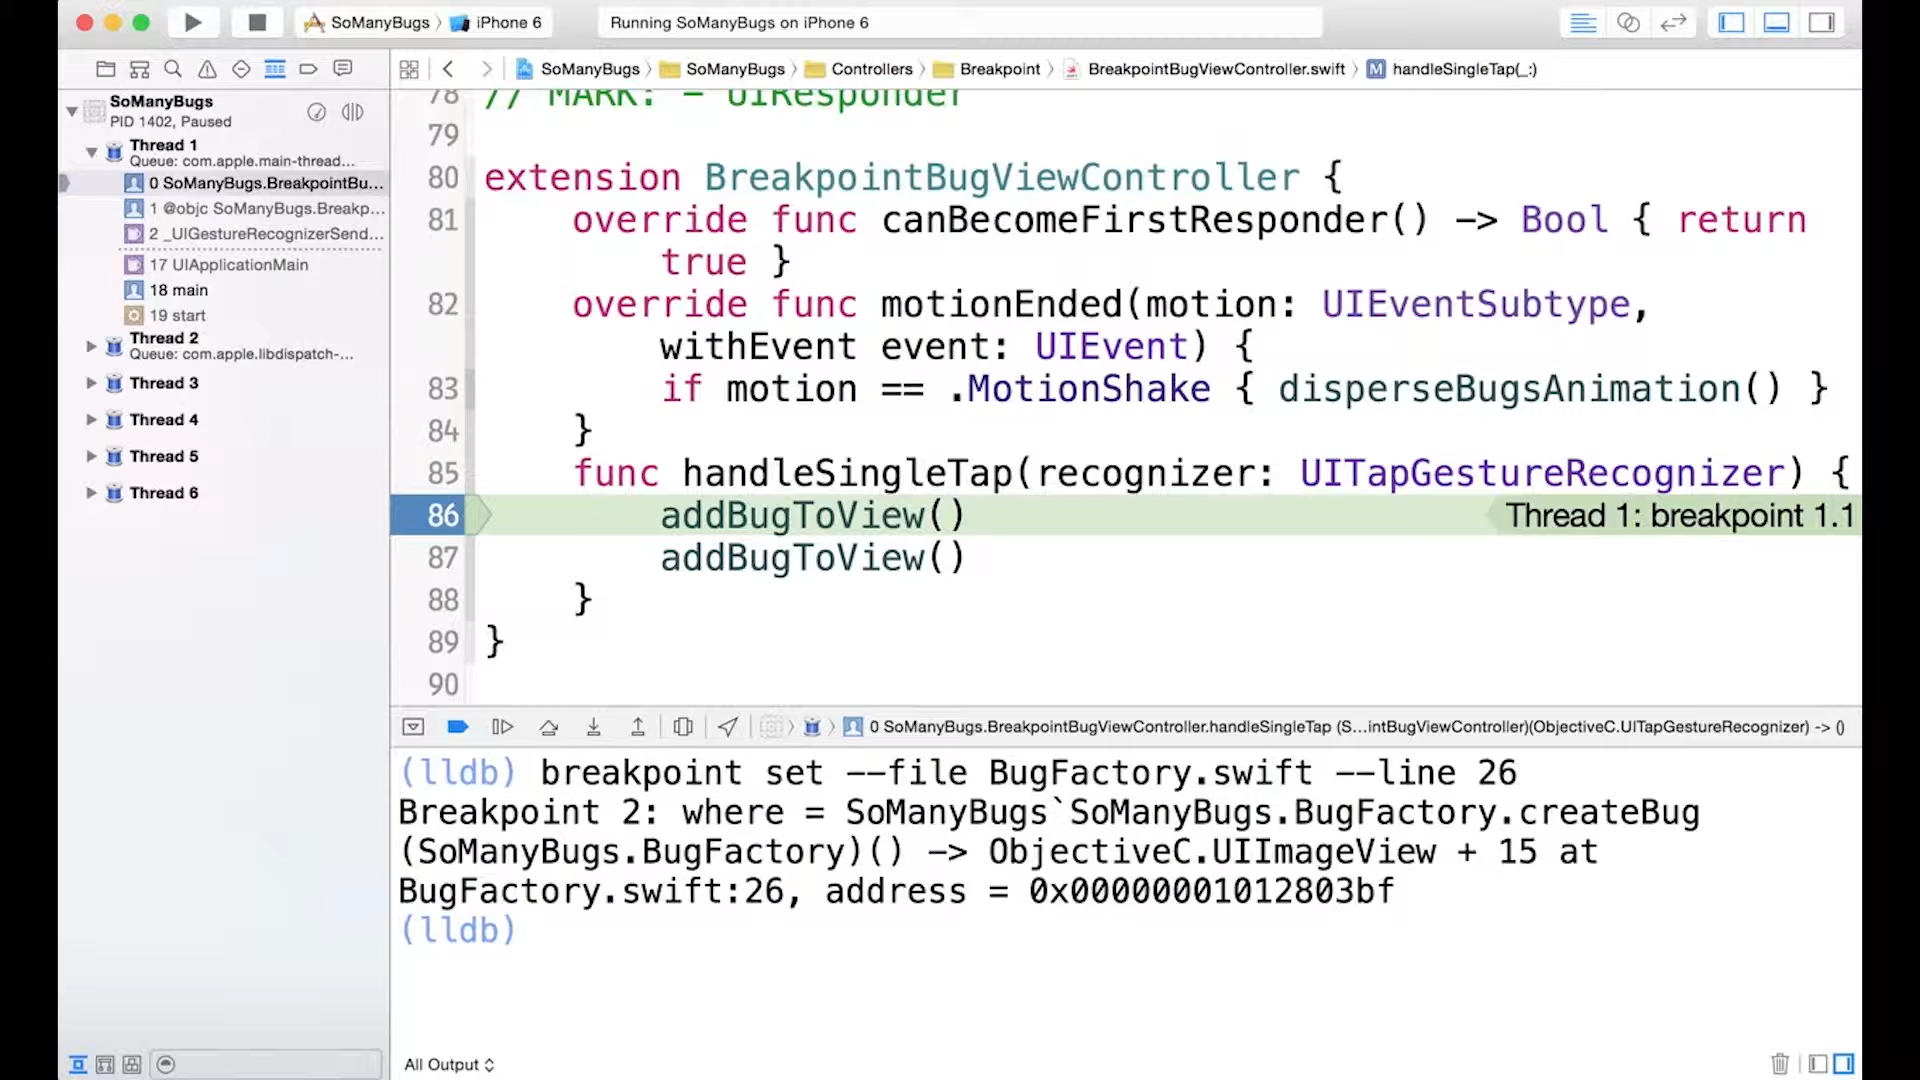 SoManyBugs 〉 iPhone 6
Running SoManyBugs on iPhone 6
SoManyBugs 〉 SoManyBugs 〉 Controllers 〉 Breakpoint 〉 BreakpointBugViewController.swift 〉 M handleSingleTap(_:)
SoManyBugs
PID 1402, Paused
Thread 1
Queue: com.apple.main-thread...
0 SoManyBugs.BreakpointBu...
1 @objc SoManyBugs.Breakp...
2 _UIGestureRecognizerSend...
17 UIApplicationMain
18 main
19 start
Thread 2
Queue: com.apple.libdispatch-...
Thread 3
Thread 4
Thread 5
Thread 6
78 // MARK: - UIResponder
79
80 extension BreakpointBugViewController {
81 override func canBecomeFirstResponder() -> Bool { return
true }
82 override func motionEnded(motion: UIEventSubtype,
withEvent event: UIEvent) {
83 if motion == .MotionShake { disperseBugsAnimation() }
84 }
85 func handleSingleTap(recognizer: UITapGestureRecognizer) {
86 addBugToView() Thread 1: breakpoint 1.1
87 addBugToView()
88 }
89 }
90
0 SoManyBugs.BreakpointBugViewController.handleSingleTap (S...intBugViewController)(ObjectiveC.UITapGestureRecognizer) -> ()
(lldb) breakpoint set --file BugFactory.swift --line 26
Breakpoint 2: where = SoManyBugs`SoManyBugs.BugFactory.createBug
(SoManyBugs.BugFactory)() -> ObjectiveC.UIImageView + 15 at
BugFactory.swift:26, address = 0x00000001012803bf
(lldb)
All Output